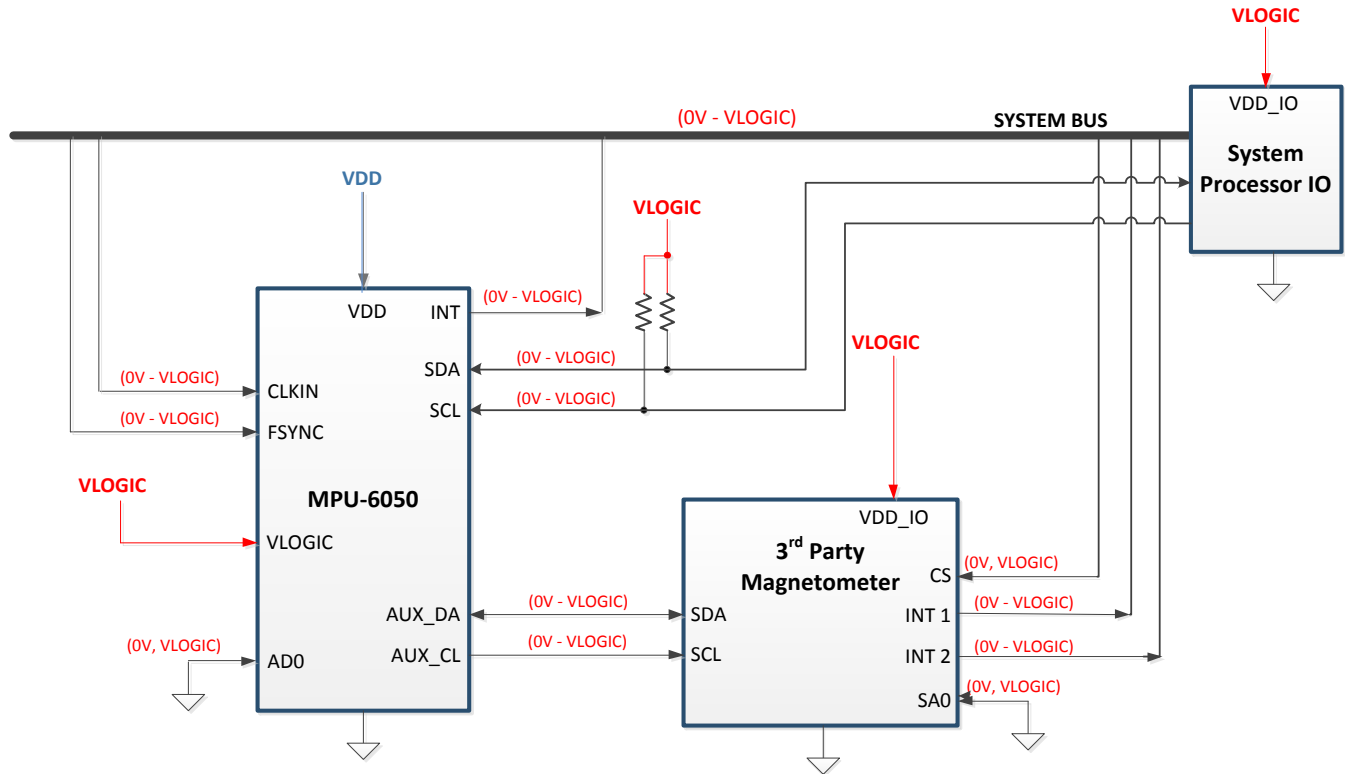 VLOGIC
VDD_IO
System
Processor IO
(0V - VLOGIC)
SYSTEM BUS
VDD
VLOGIC
VDD
INT
(0V - VLOGIC)
SDA
(0V - VLOGIC)
SCL
(0V - VLOGIC)
(0V - VLOGIC)
CLKIN
(0V - VLOGIC)
FSYNC
VLOGIC
VLOGIC
MPU-6050
(0V, VLOGIC)
AD0
AUX_DA
(0V - VLOGIC)
AUX_CL
(0V - VLOGIC)
VLOGIC
VDD_IO
3rd Party
Magnetometer
SDA
SCL
CS
(0V, VLOGIC)
INT 1
(0V - VLOGIC)
INT 2
(0V - VLOGIC)
SA0
(0V, VLOGIC)